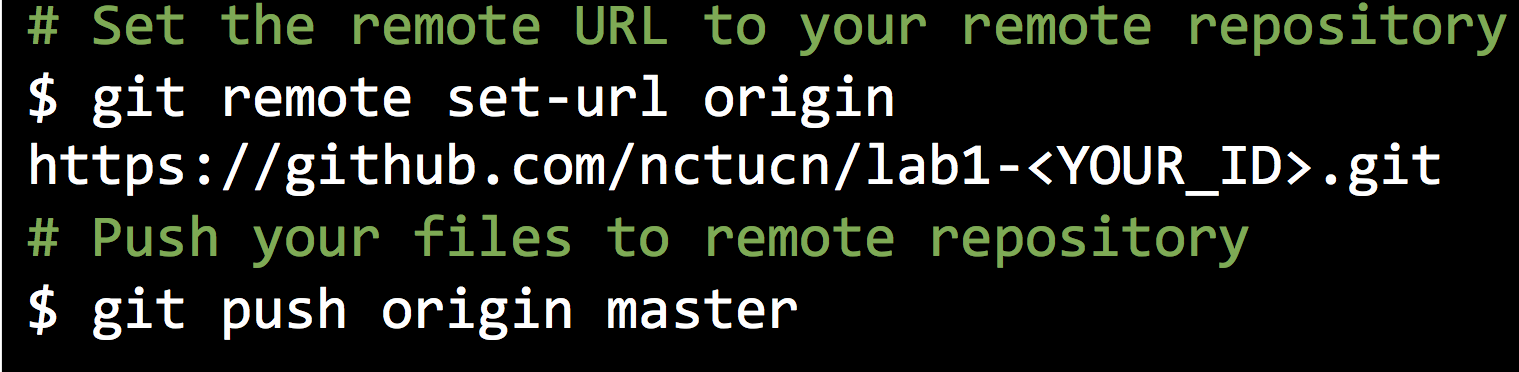 # Set the remote URL to your remote repository
$ git remote set-url origin
https://github.com/nctucn/lab1-<YOUR_ID>.git
# Push your files to remote repository
$ git push origin master